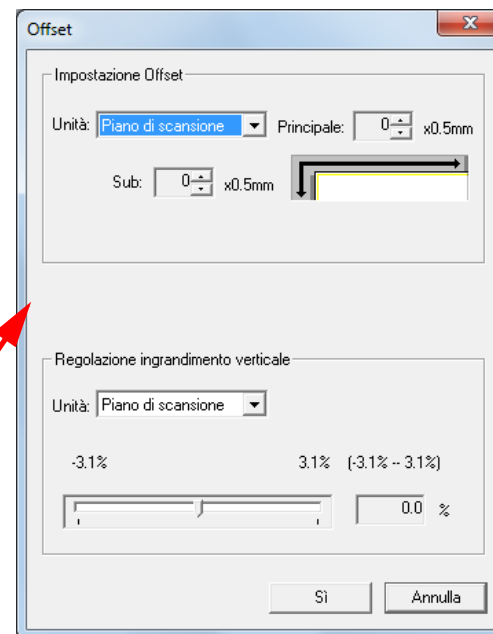 Offset
Impostazione Offset
Unità: Piano di scansione Principale: 0 x0.5mm
Sub: 0 x0.5mm
Regolazione ingrandimento verticale
Unità: Piano di scansione
-3.1% 3.1% (-3.1% -- 3.1%)
0.0 %
Sì Annulla